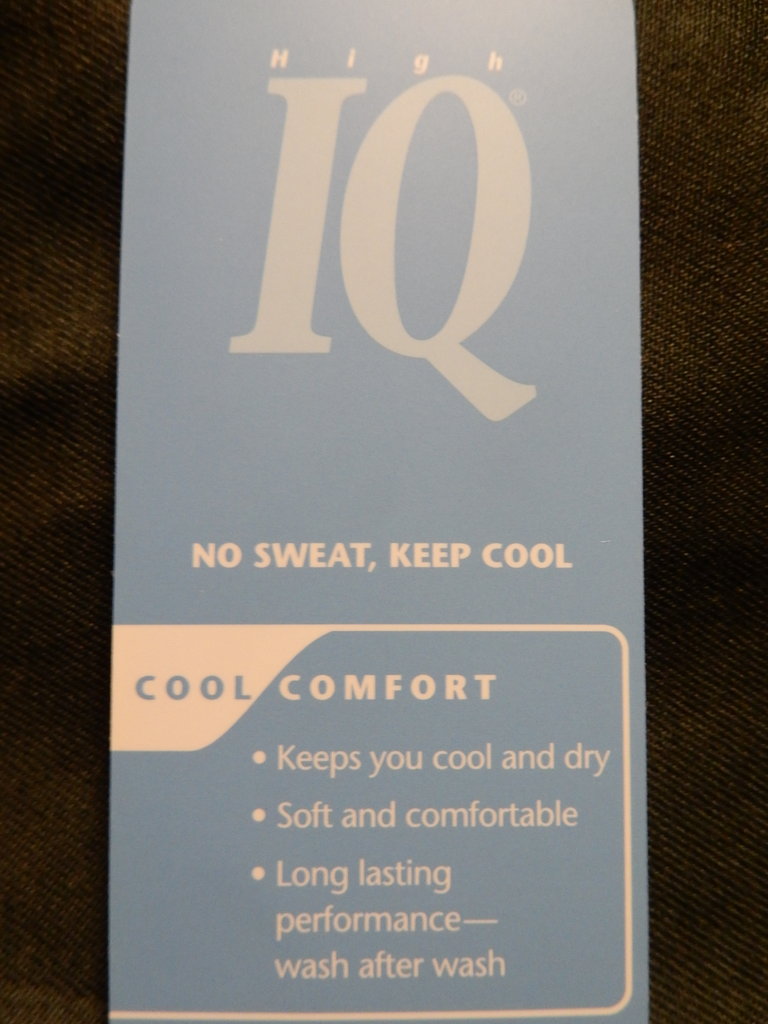 High
IQ®
NO SWEAT, KEEP COOL
COOL COMFORT
• Keeps you cool and dry
• Soft and comfortable
• Long lasting
performance—
wash after wash